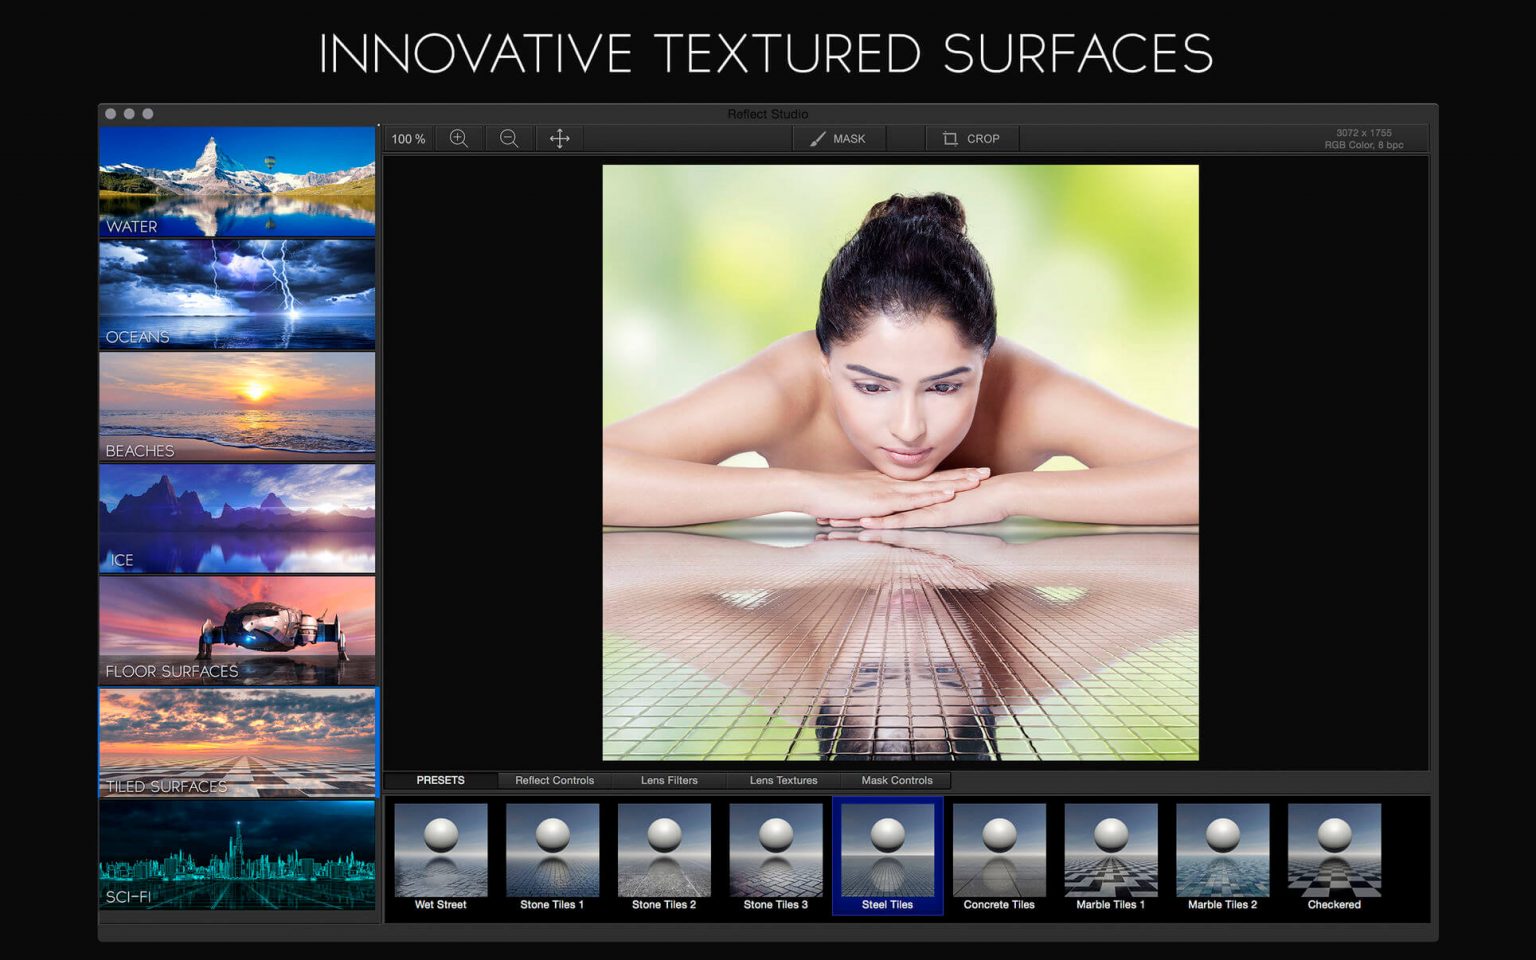 INNOVATIVE TEXTURED SURFACES
Reflect Studio
100 %
MASK
CROP
3072 x 1755
RGB Color, 8 bpc
WATER
OCEANS
BEACHES
ICE
FLOOR SURFACES
TILED SURFACES
SCI-FI
PRESETS Reflect Controls Lens Filters Lens Textures Mask Controls
Wet Street Stone Tiles 1 Stone Tiles 2 Stone Tiles 3 Steel Tiles Concrete Tiles Marble Tiles 1 Marble Tiles 2 Checkered